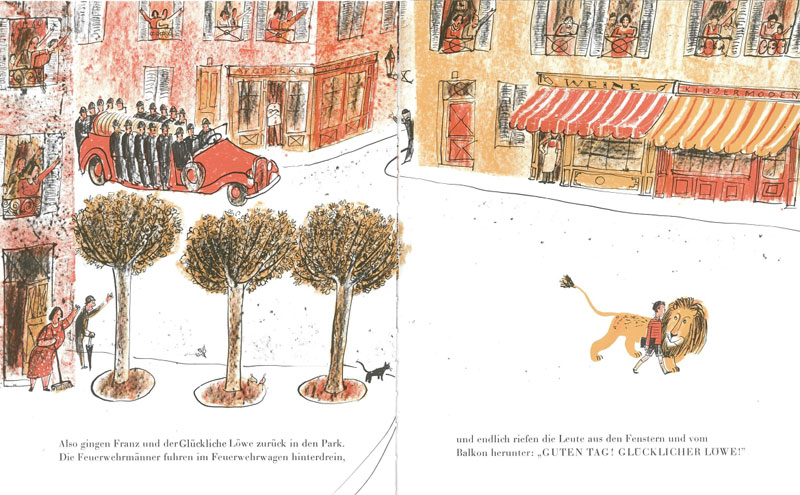 APOTHEKE
WEINE
KINDERMODEN
Also gingen Franz und der Glückliche Löwe zurück in den Park.
Die Feuerwehrmänner fuhren im Feuerwehrwagen hinterdrein,
und endlich riefen die Leute aus den Fenstern und vom
Balkon herunter: „GUTEN TAG! GLÜCKLICHER LÖWE!”